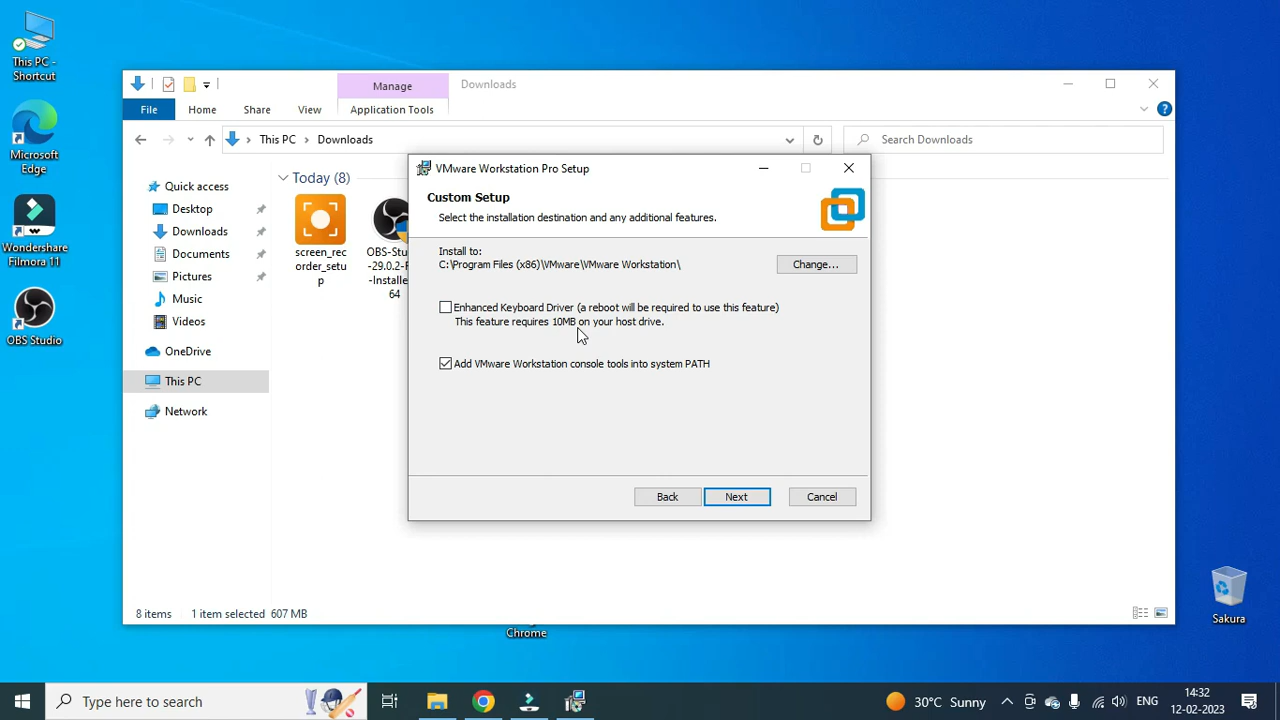 This PC -
Shortcut
Microsoft
Edge
Wondershare
Filmora 11
OBS Studio
Manage
Downloads
File
Home
Share
View
Application Tools
This PC
Downloads
Search Downloads
Quick access
Desktop
Downloads
Documents
Pictures
Music
Videos
OneDrive
This PC
Network
Today (8)
screen_rec
order_setu
p
OBS-Stud
29.0.2-F
-Installe
64
VMware Workstation Pro Setup
Custom Setup
Select the installation destination and any additional features.
Install to:
C:\Program Files (x86)\VMware\VMware Workstation\
Change...
Enhanced Keyboard Driver (a reboot will be required to use this feature)
This feature requires 10MB on your host drive.
Add VMware Workstation console tools into system PATH
Back
Next
Cancel
8 items
1 item selected
607 MB
Chrome
Sakura
Type here to search
30°C Sunny
ENG
14:32
12-02-2023